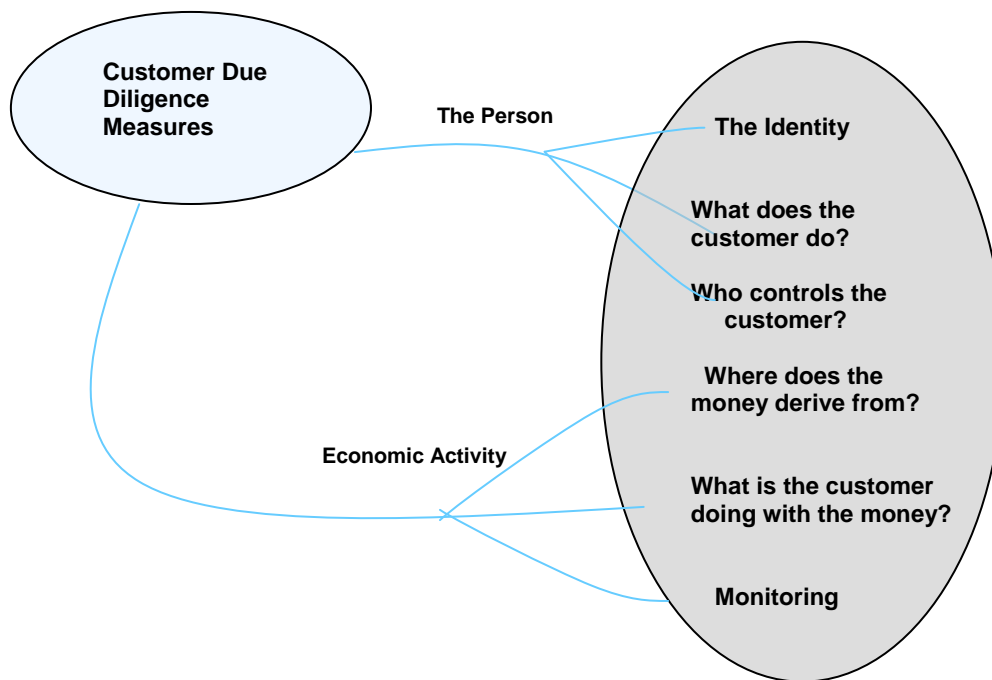 Customer Due
Diligence
Measures
The Person
The Identity
What does the
customer do?
Who controls the
customer?
Where does the
money derive from?
Economic Activity
What is the customer
doing with the money?
Monitoring